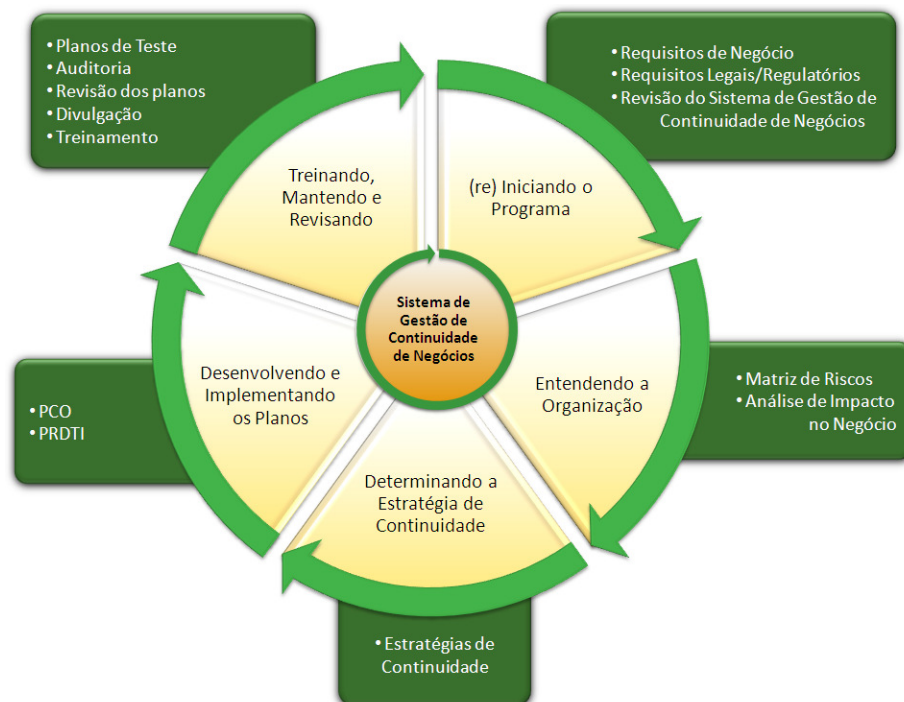 • Planos de Teste
• Auditoria
• Revisão dos planos
• Divulgação
• Treinamento
• Requisitos de Negócio
• Requisitos Legais/Regulatórios
• Revisão do Sistema de Gestão de
Continuidade de Negócios
Treinando,
Mantendo e
Revisando
(re) Iniciando o
Programa
Sistema de
Gestão de
Continuidade
de Negócios
Desenvolvendo e
Implementando
os Planos
Entendendo a
Organização
• PCO
• PRDTI
• Matriz de Riscos
• Análise de Impacto
no Negócio
Determinando a
Estratégia de
Continuidade
• Estratégias de
Continuidade